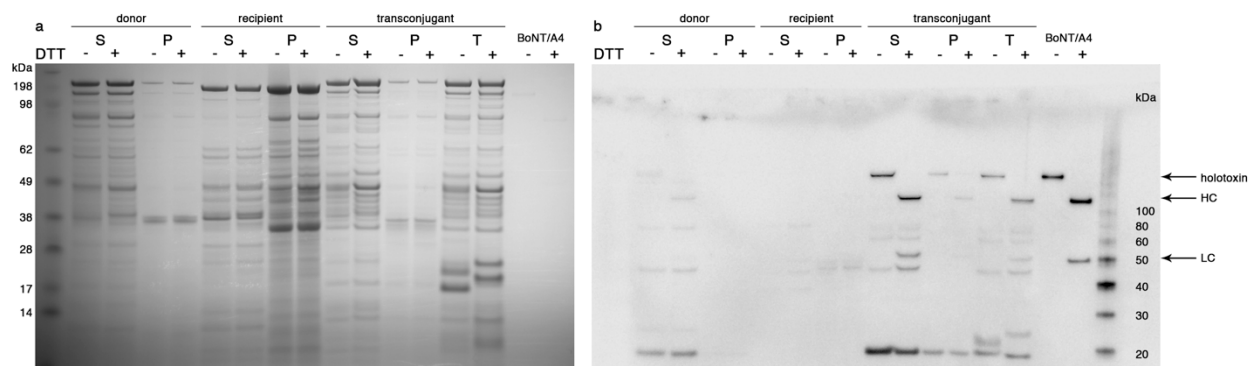 a
donor recipient transconjugant
S P S P S P T BoNT/A4
DTT - + - + - + - + - + - + - + - +
kDa
198
98
62
49
38
28
17
14
b
donor recipient transconjugant
S P S P S P T BoNT/A4
DTT - + - + - + - + - + - + - + - +
kDa
holotoxin
HC
100
80
60
LC
50
40
30
20